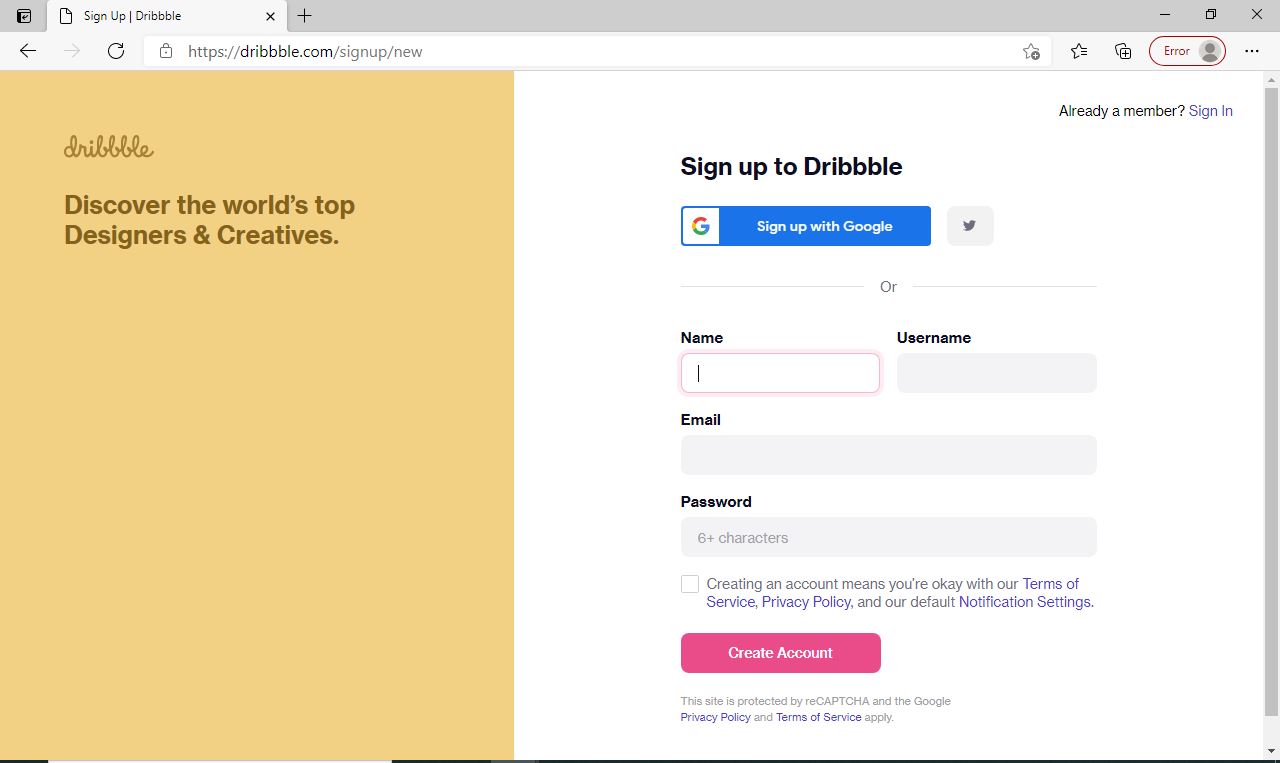 Sign Up | Dribbble
https://dribbble.com/signup/new
Error
dribbble
Discover the world's top
Designers & Creatives.
Already a member? Sign In
Sign up to Dribbble
Sign up with Google
Or
Name
Username
Email
Password
6+ characters
Creating an account means you're okay with our Terms of
Service, Privacy Policy, and our default Notification Settings.
Create Account
This site is protected by reCAPTCHA and the Google
Privacy Policy and Terms of Service apply.